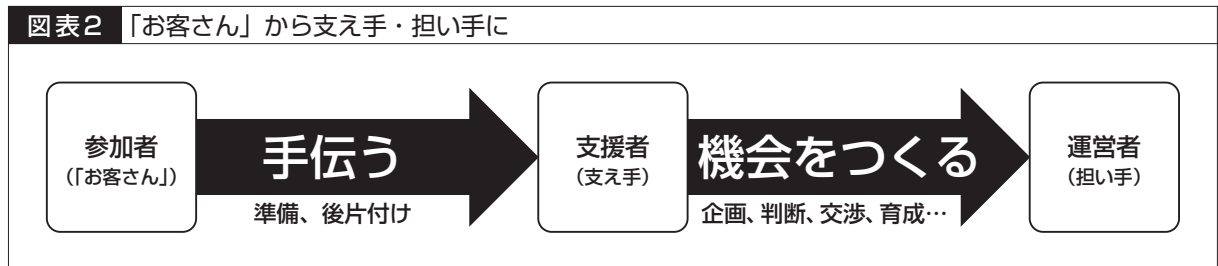 図表2 「お客さん」から支え手・担い手に
参加者
(「お客さん」)
手伝う
準備、後片付け
支援者
(支え手)
機会をつくる
企画、判断、交渉、育成…
運営者
(担い手)